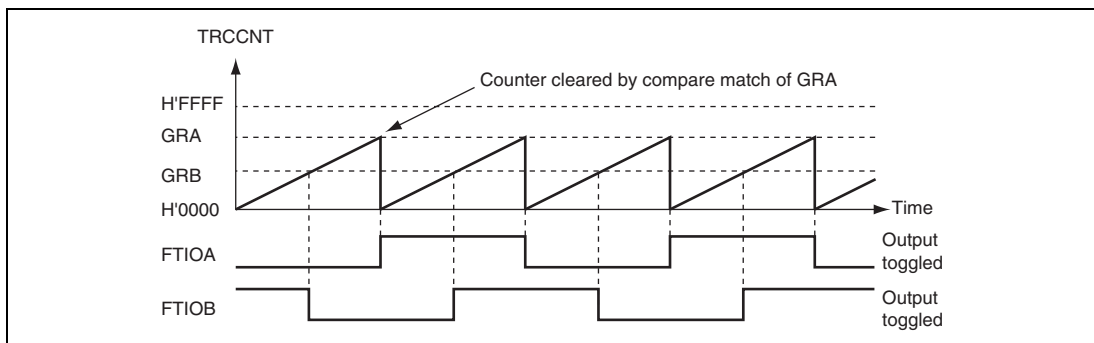 TRCCNT
Counter cleared by compare match of GRA
H'FFFF
GRA
GRB
H'0000
Time
FTIOA
Output
toggled
FTIOB
Output
toggled